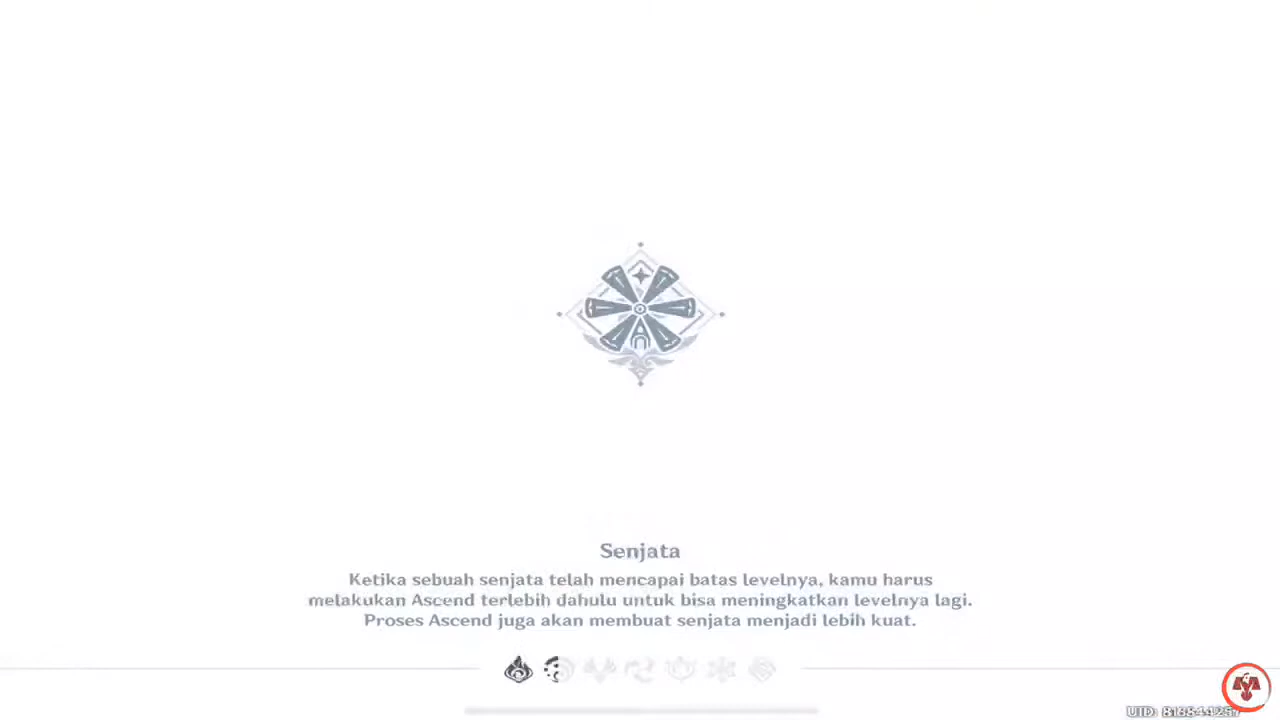 Senjata
Ketika sebuah senjata telah mencapai batas levelnya, kamu harus
melakukan Ascend terlebih dahulu untuk bisa meningkatkan levelnya lagi.
Proses Ascend juga akan membuat senjata menjadi lebih kuat.
UID: